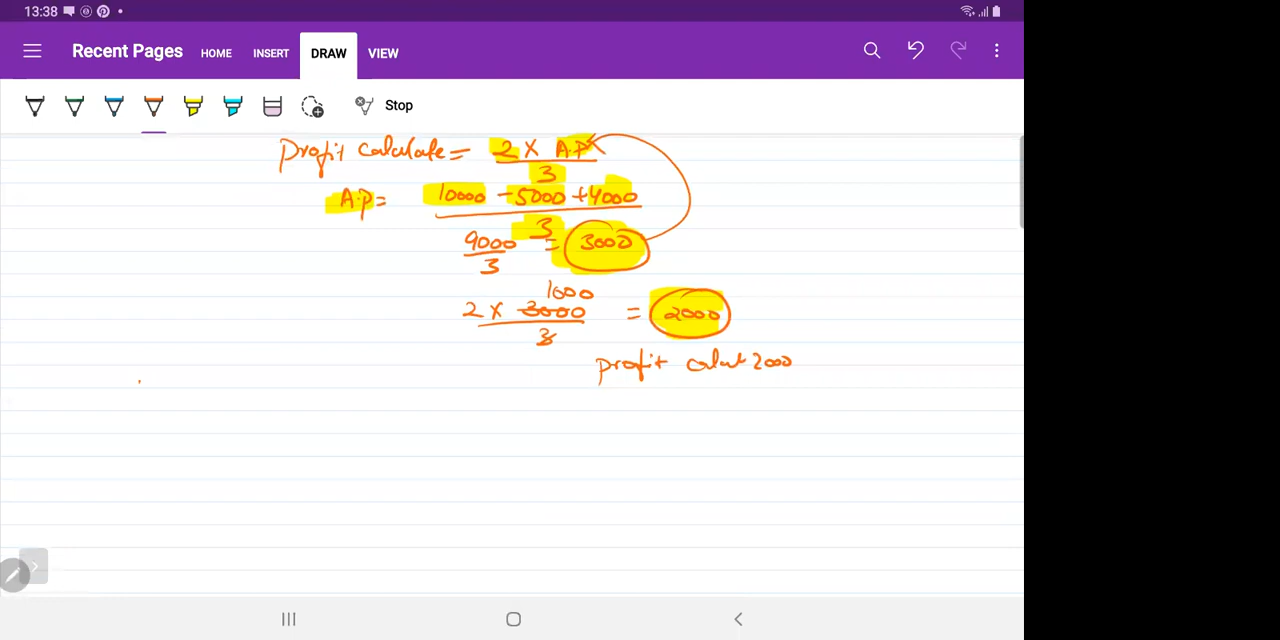 13:38
Recent Pages HOME INSERT DRAW VIEW
Stop
Profit calculate = 2 X A.P
3
A.P = 10000 - 5000 + 4000
3
9000 = 3000
3
1000
2 X 3000 = 2000
3
profit calut 2000